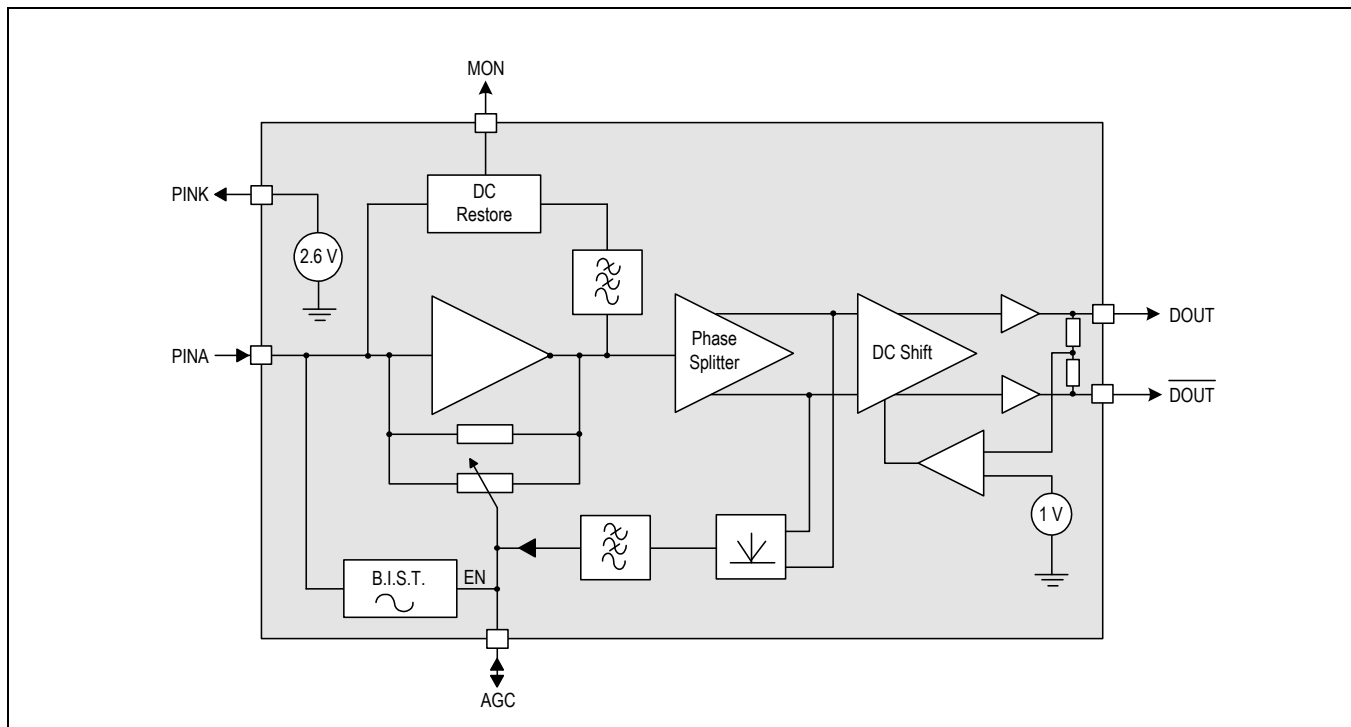 MON
PINK
DC
Restore
2.6 V
PINA
Phase
Splitter
DC Shift
DOUT
DOUT
1 V
B.I.S.T.
EN
AGC